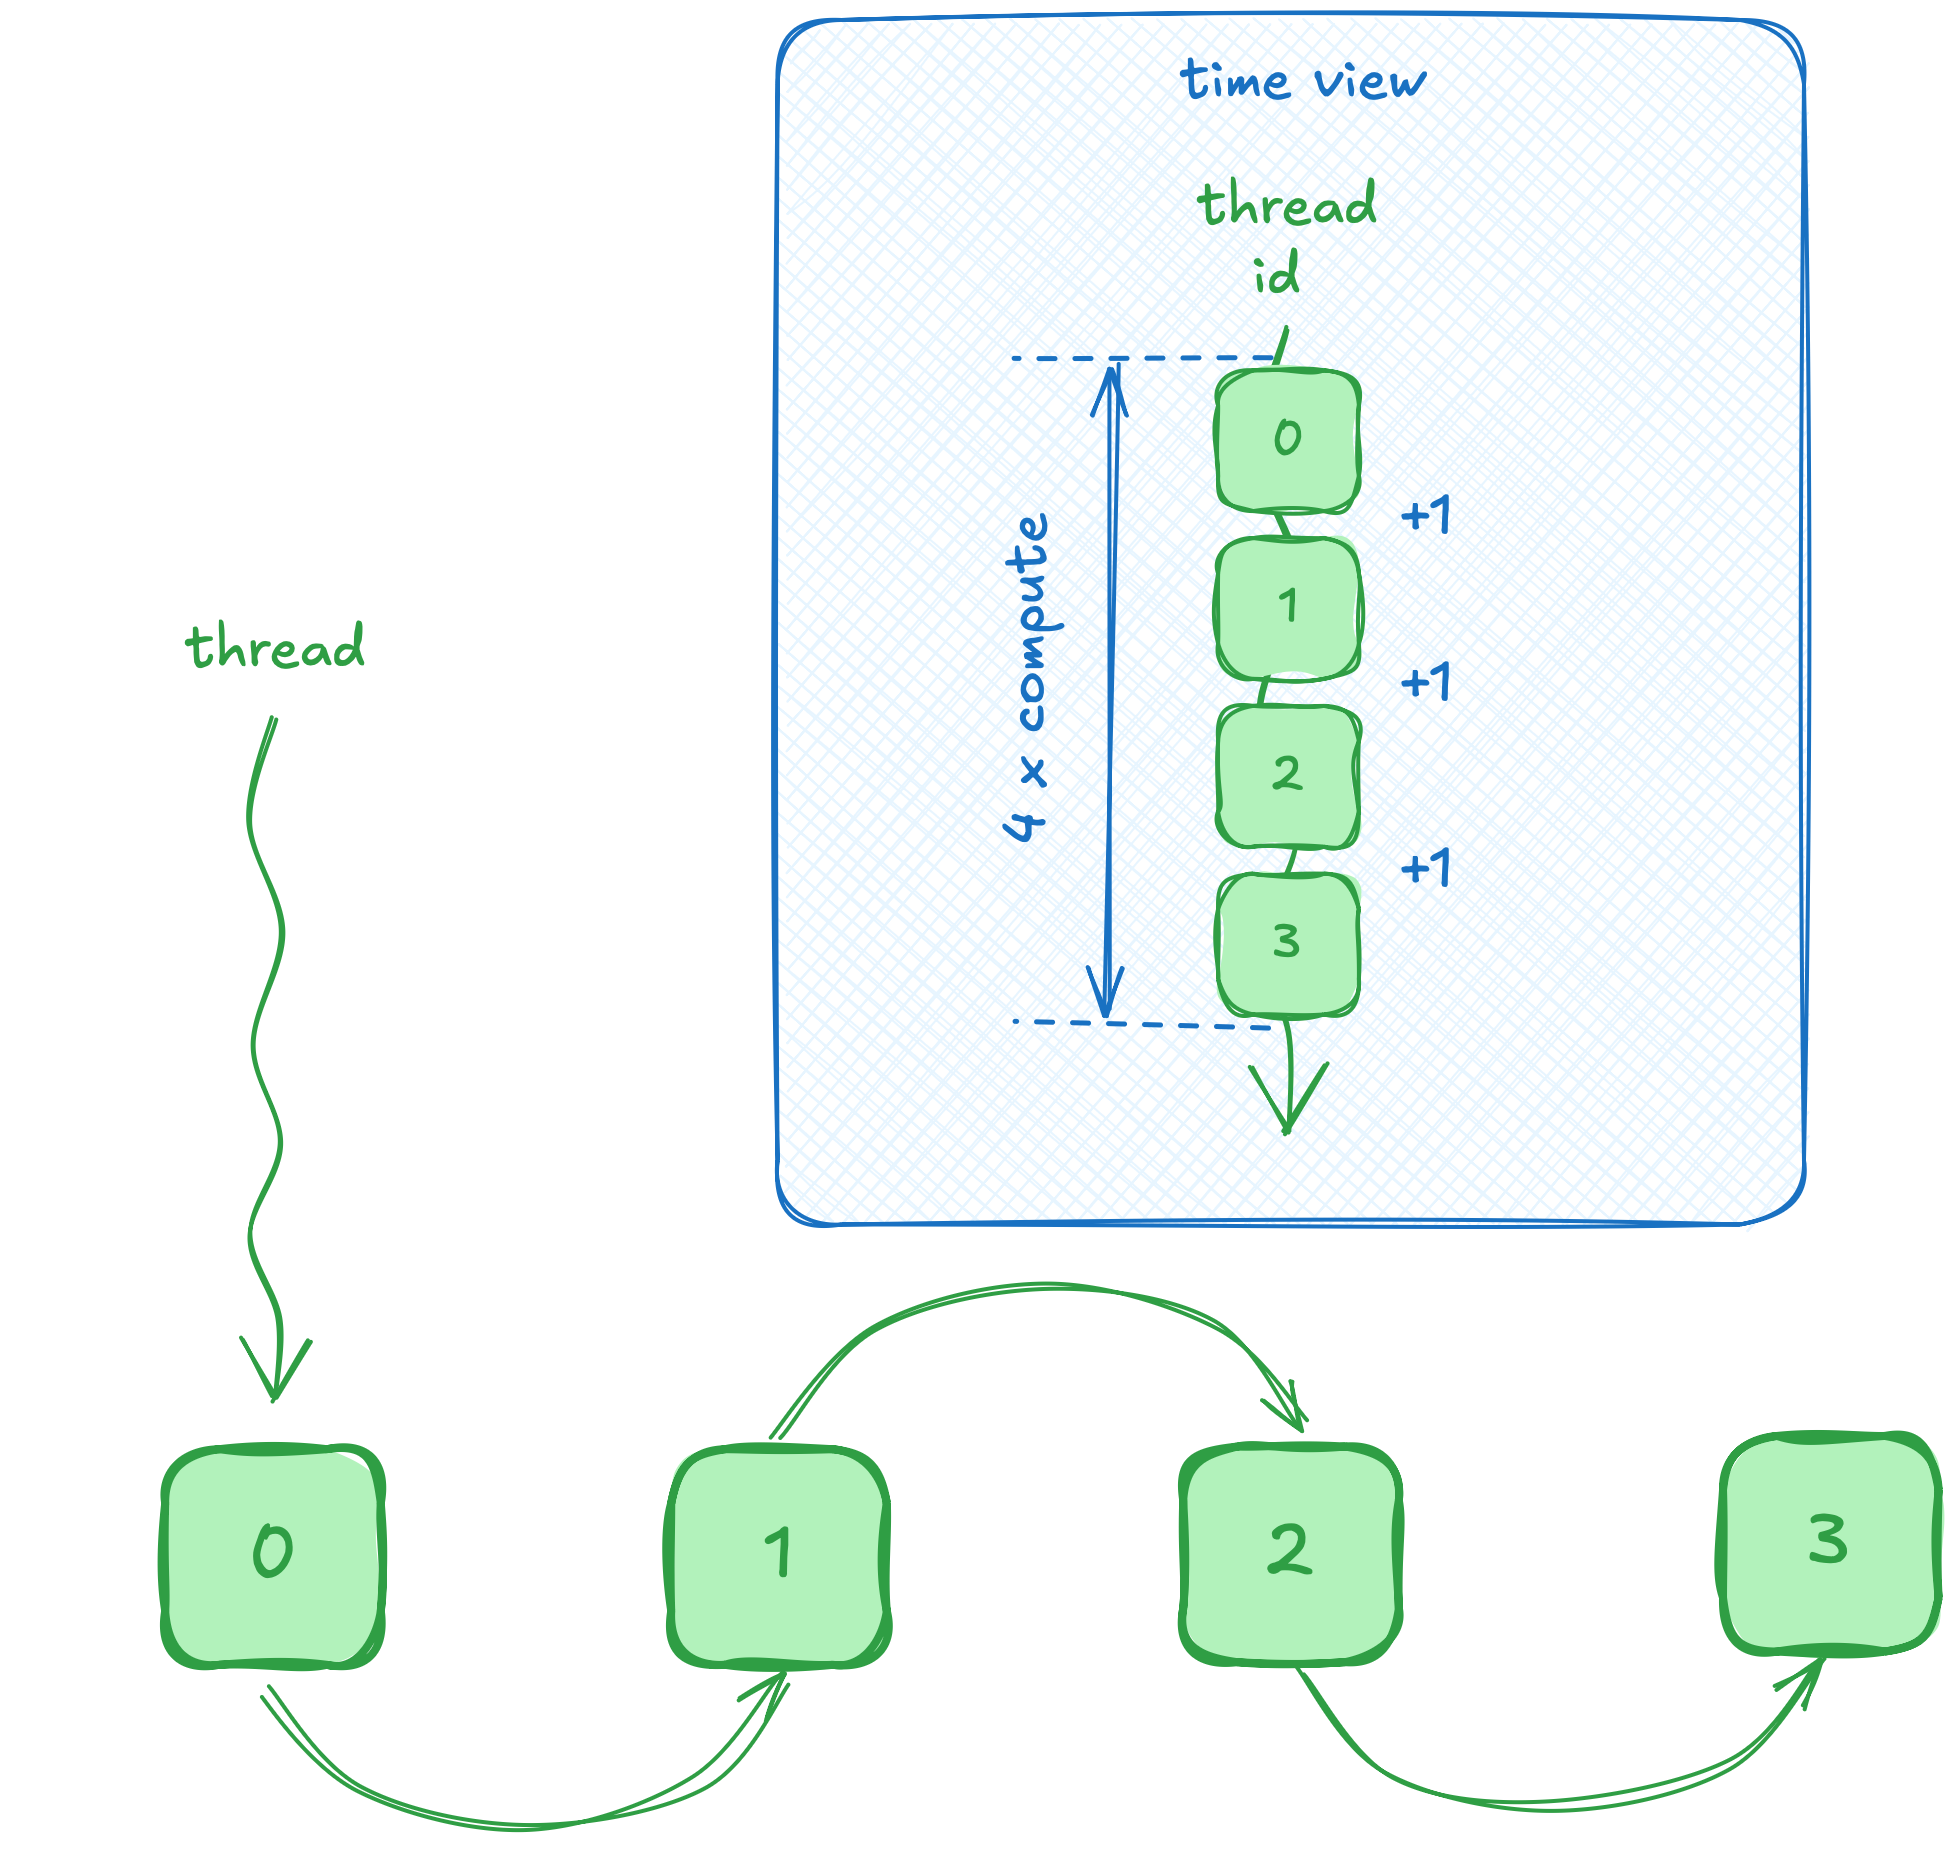 time view
thread
id
0
+1
1
+1
2
+1
3
4 x compute
thread
0
1
2
3